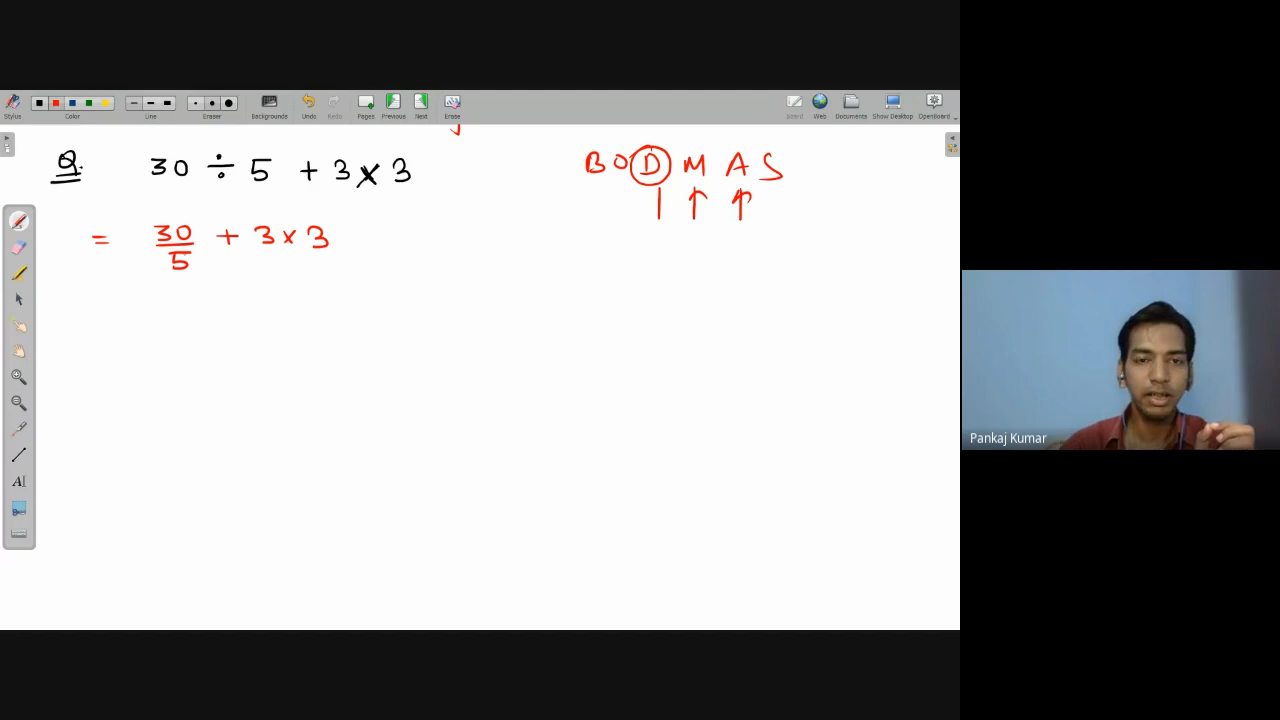 Stylus Color Line Eraser Backgrounds Undo Redo Pages Previous Next Erase Board Web Documents Show Desktop OpenBoard
Q. 30 ÷ 5 + 3 × 3
BODMAS
= 30/5 + 3 × 3
Pankaj Kumar